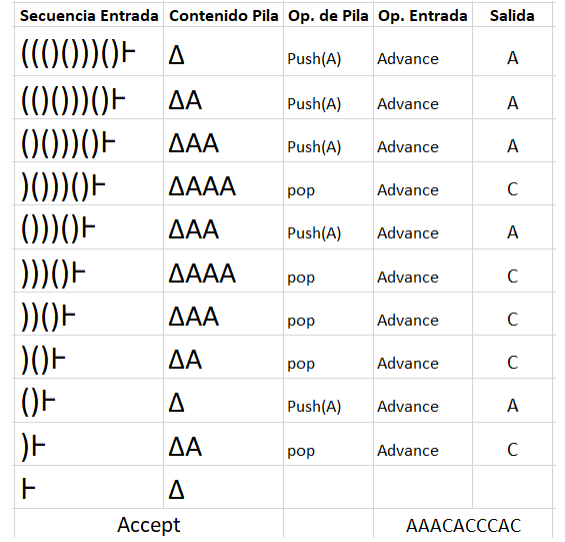 Secuencia Entrada Contenido Pila Op. de Pila Op. Entrada Salida
((()()))()⊦ Δ Push(A) Advance A
(()()))()⊦ ΔA Push(A) Advance A
()()))()⊦ ΔAA Push(A) Advance A
)()))()⊦ ΔAAA pop Advance C
()))()⊦ ΔAA Push(A) Advance A
)))()⊦ ΔAAA pop Advance C
))()⊦ ΔAA pop Advance C
)()⊦ ΔA pop Advance C
()⊦ Δ Push(A) Advance A
)⊦ ΔA pop Advance C
⊦ Δ
Accept AAACACCCAC